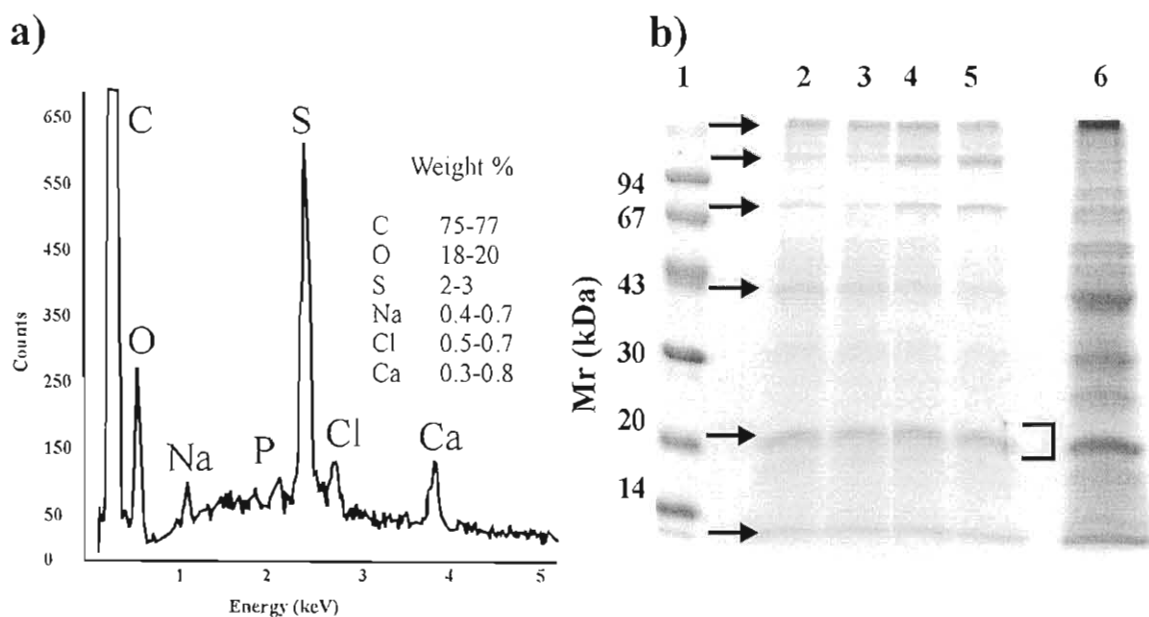 a)
650
550
450
350
250
150
50
0
Counts
C
O
Na
P
S
Cl
Ca
Weight %
C 75-77
O 18-20
S 2-3
Na 0.4-0.7
Cl 0.5-0.7
Ca 0.3-0.8
1 2 3 4 5
Energy (keV)
b)
1 2 3 4 5 6
94
67
43
30
20
14
Mr (kDa)